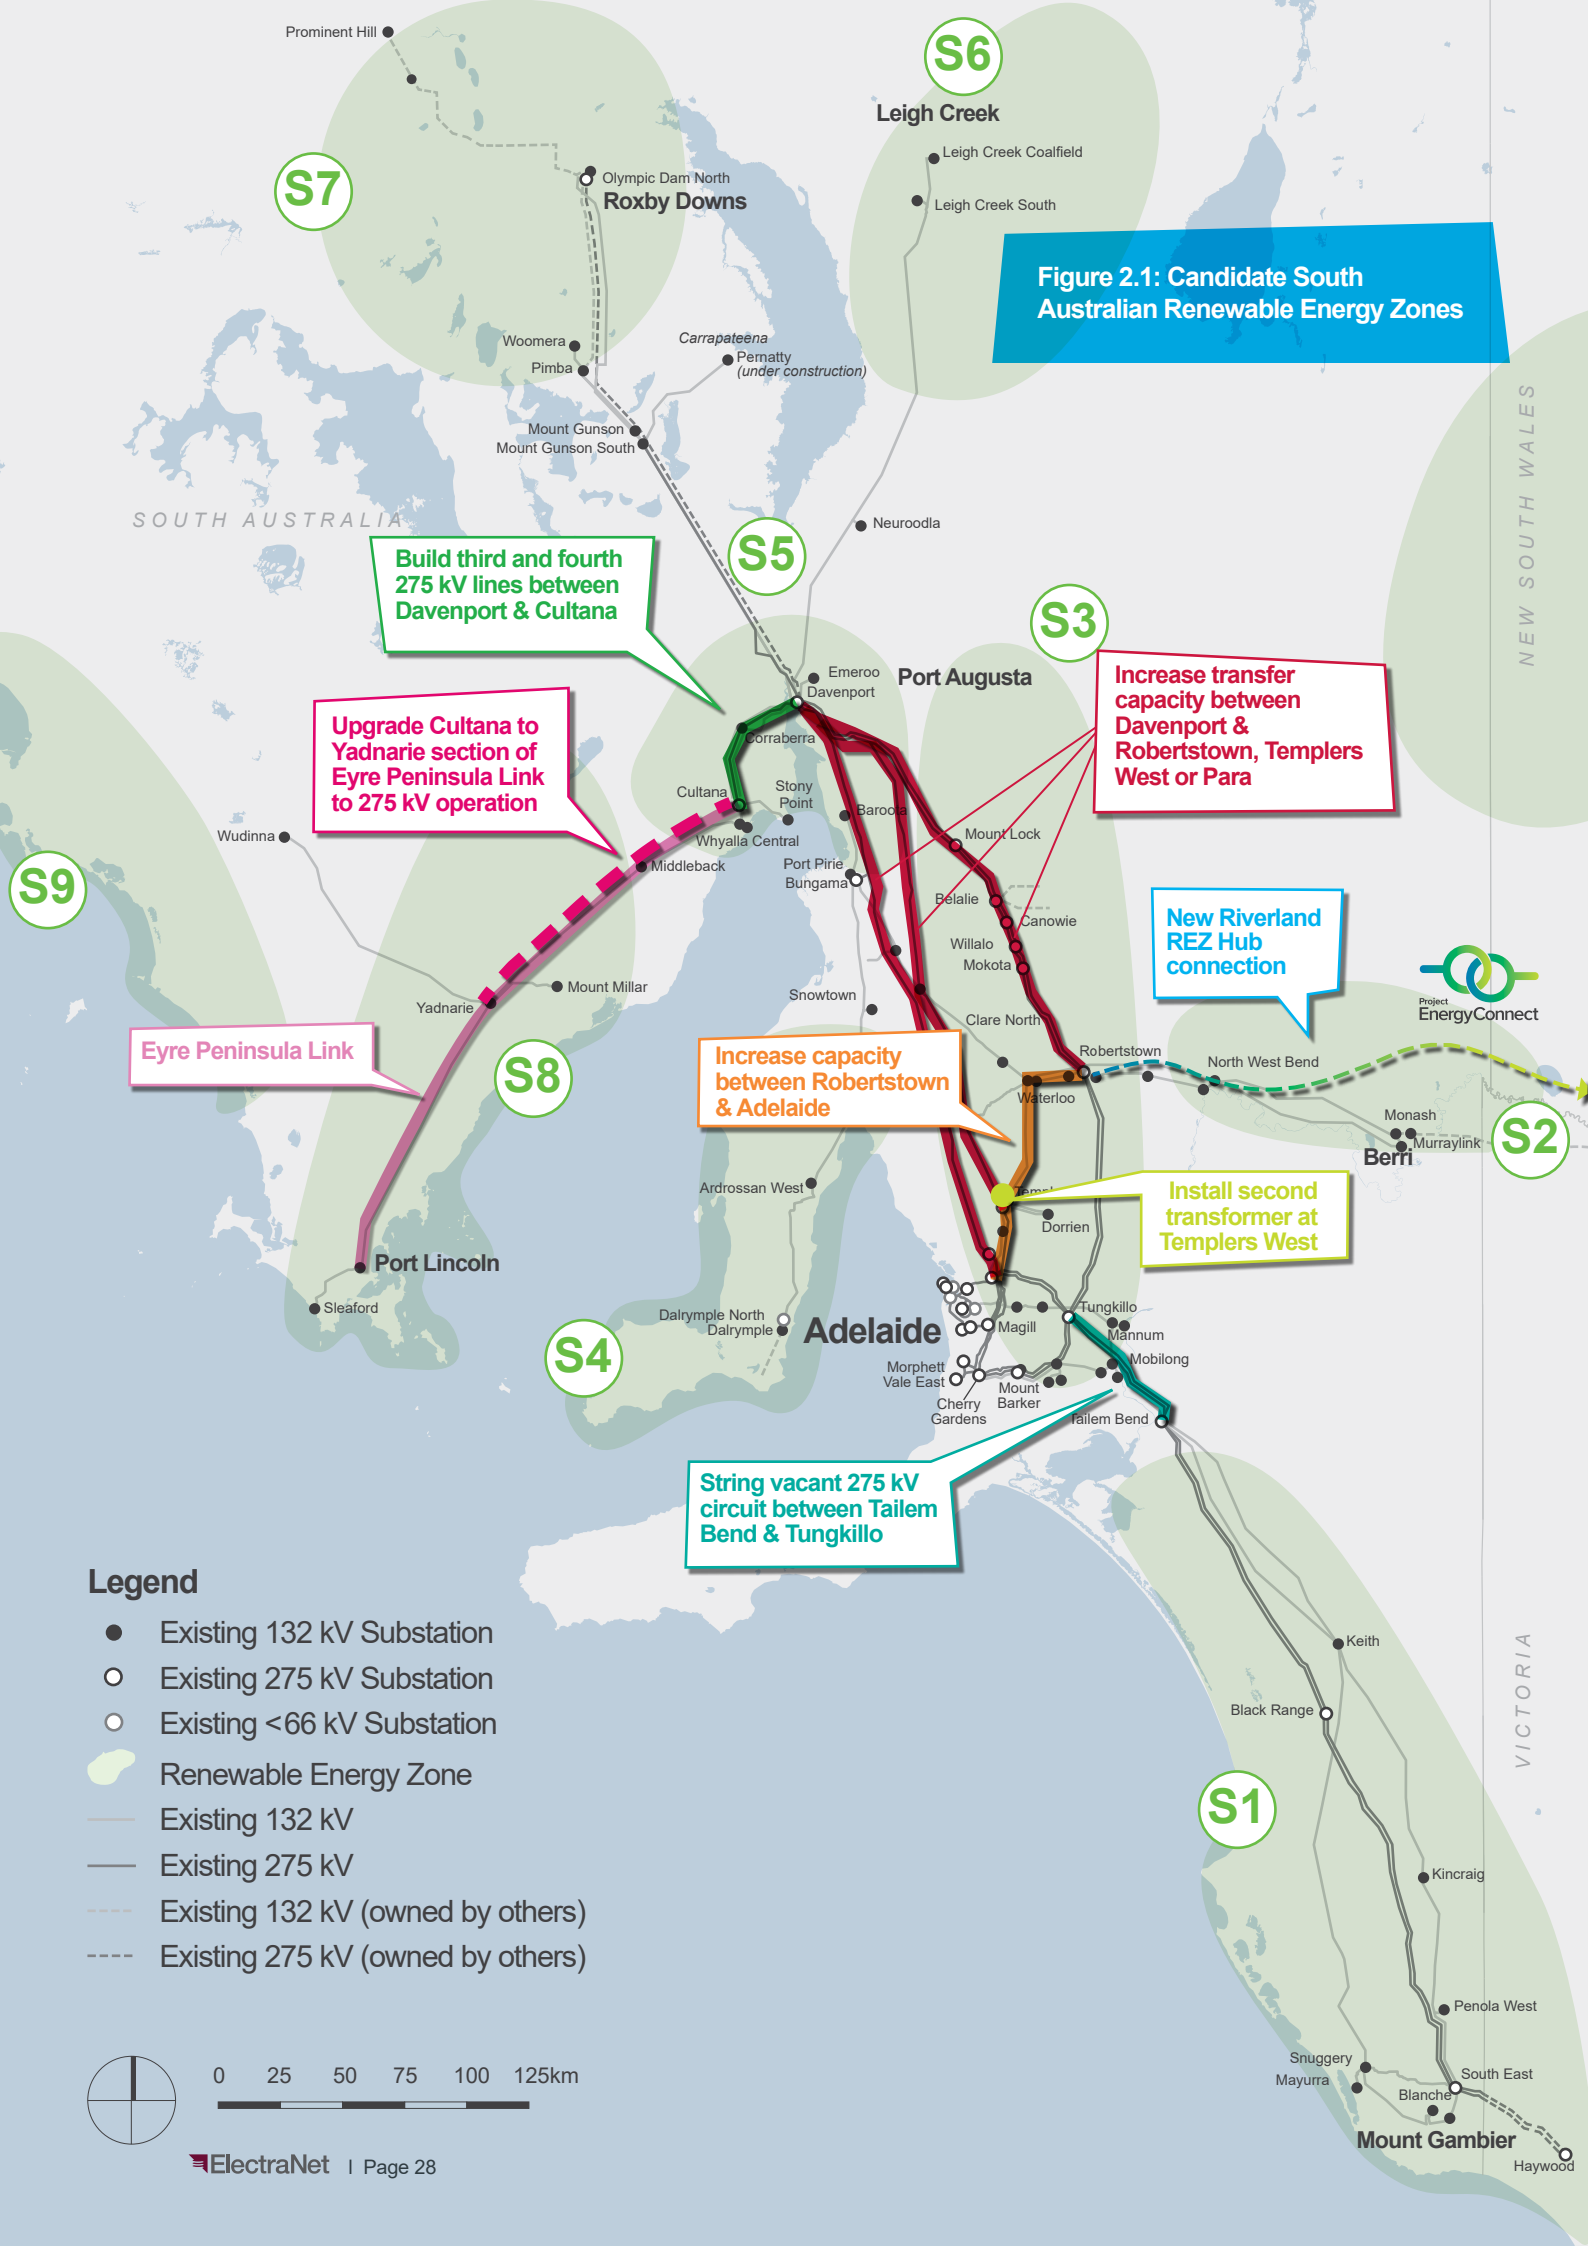 Prominent Hill
S6
Leigh Creek
Leigh Creek Coalfield
Leigh Creek South
S7
Olympic Dam North
Roxby Downs
Figure 2.1: Candidate South
Australian Renewable Energy Zones
Woomera
Pimba
Carrapateena
Pernatty
(under construction)
Mount Gunson
Mount Gunson South
NEW SOUTH WALES
SOUTH AUSTRALIA
Neuroodla
S5
Build third and fourth
275 kV lines between
Davenport & Cultana
S3
Emeroo
Davenport
Port Augusta
Increase transfer
capacity between
Davenport &
Robertstown, Templers
West or Para
Upgrade Cultana to
Yadnarie section of
Eyre Peninsula Link
to 275 kV operation
Corraberra
Cultana
Stony
Point
Baroota
Whyalla Central
Wudinna
Middleback
Mount Lock
Port Pirie
Bungama
S9
Belalie
Canowie
Willalo
Mokota
New Riverland
REZ Hub
connection
Project
EnergyConnect
Mount Millar
Yadnarie
Snowtown
Clare North
Eyre Peninsula Link
S8
Increase capacity
between Robertstown
& Adelaide
Robertstown
North West Bend
Waterloo
Monash
Murraylink
Berri
S2
Ardrossan West
Templ
Dorrien
Install second
transformer at
Templers West
Port Lincoln
Sleaford
Dalrymple North
Dalrymple
Adelaide
Magill
Tungkillo
Mannum
Mobilong
S4
Morphett
Vale East
Cherry
Gardens
Mount
Barker
Tailem Bend
String vacant 275 kV
circuit between Tailem
Bend & Tungkillo
Keith
Black Range
VICTORIA
S1
Kincraig
Penola West
Snuggery
Mayurra
South East
Blanche
Mount Gambier
Haywood
Legend
Existing 132 kV Substation
Existing 275 kV Substation
Existing <66 kV Substation
Renewable Energy Zone
Existing 132 kV
Existing 275 kV
Existing 132 kV (owned by others)
Existing 275 kV (owned by others)
0 25 50 75 100 125km
ElectraNet | Page 28